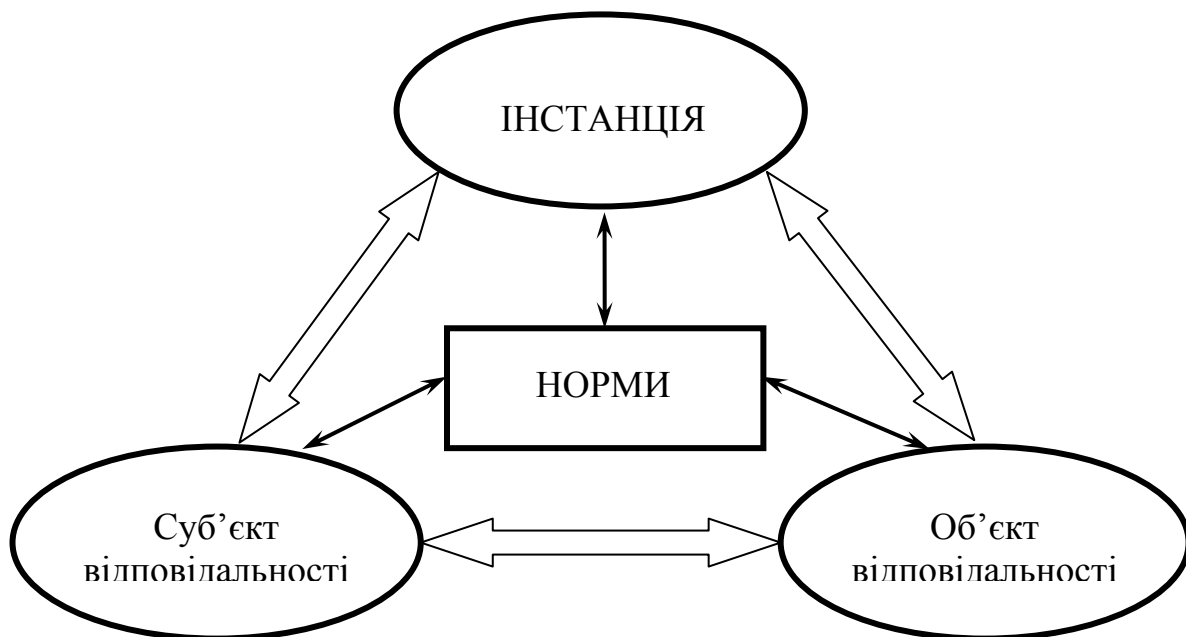 ІНСТАНЦІЯ
НОРМИ
Суб’єкт
відповідальності
Об’єкт
відповідальності